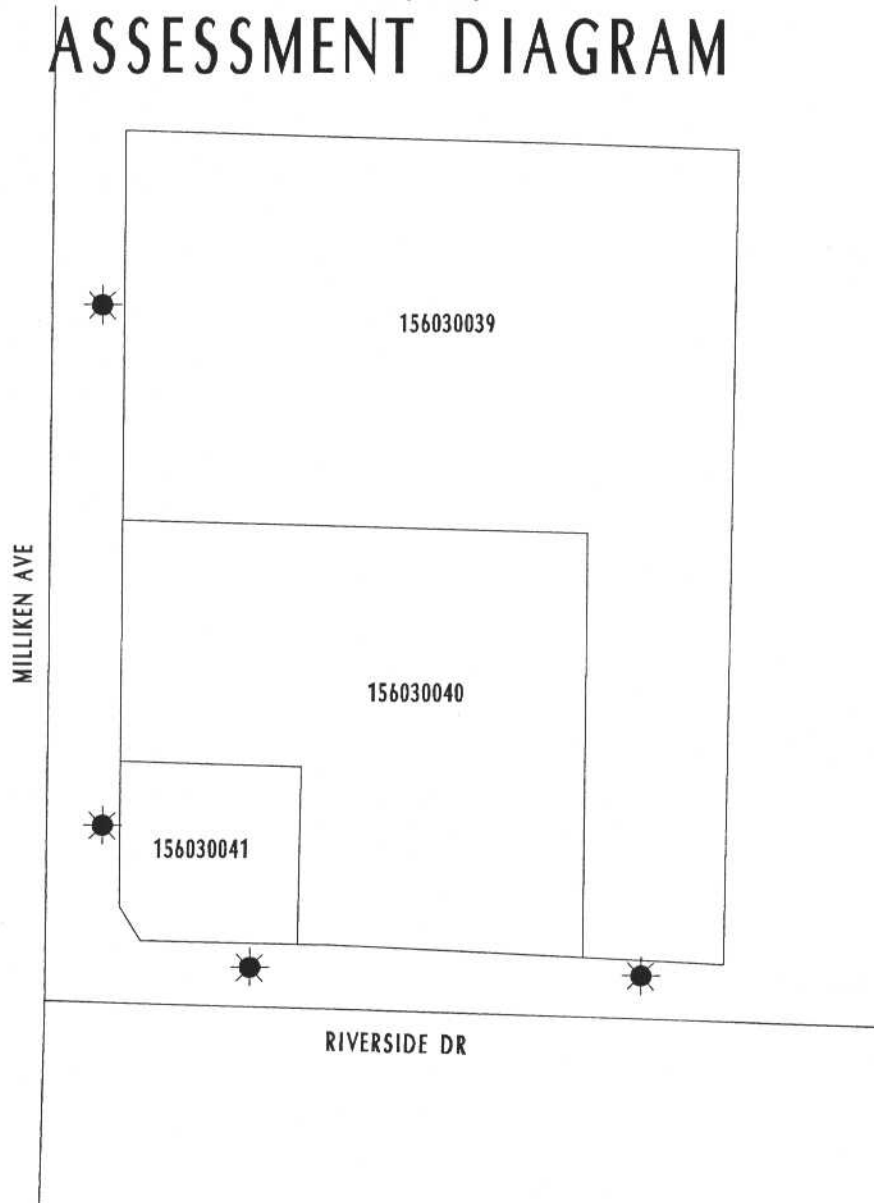 ASSESSMENT DIAGRAM
156030039
MILLIKEN AVE
156030040
156030041
RIVERSIDE DR